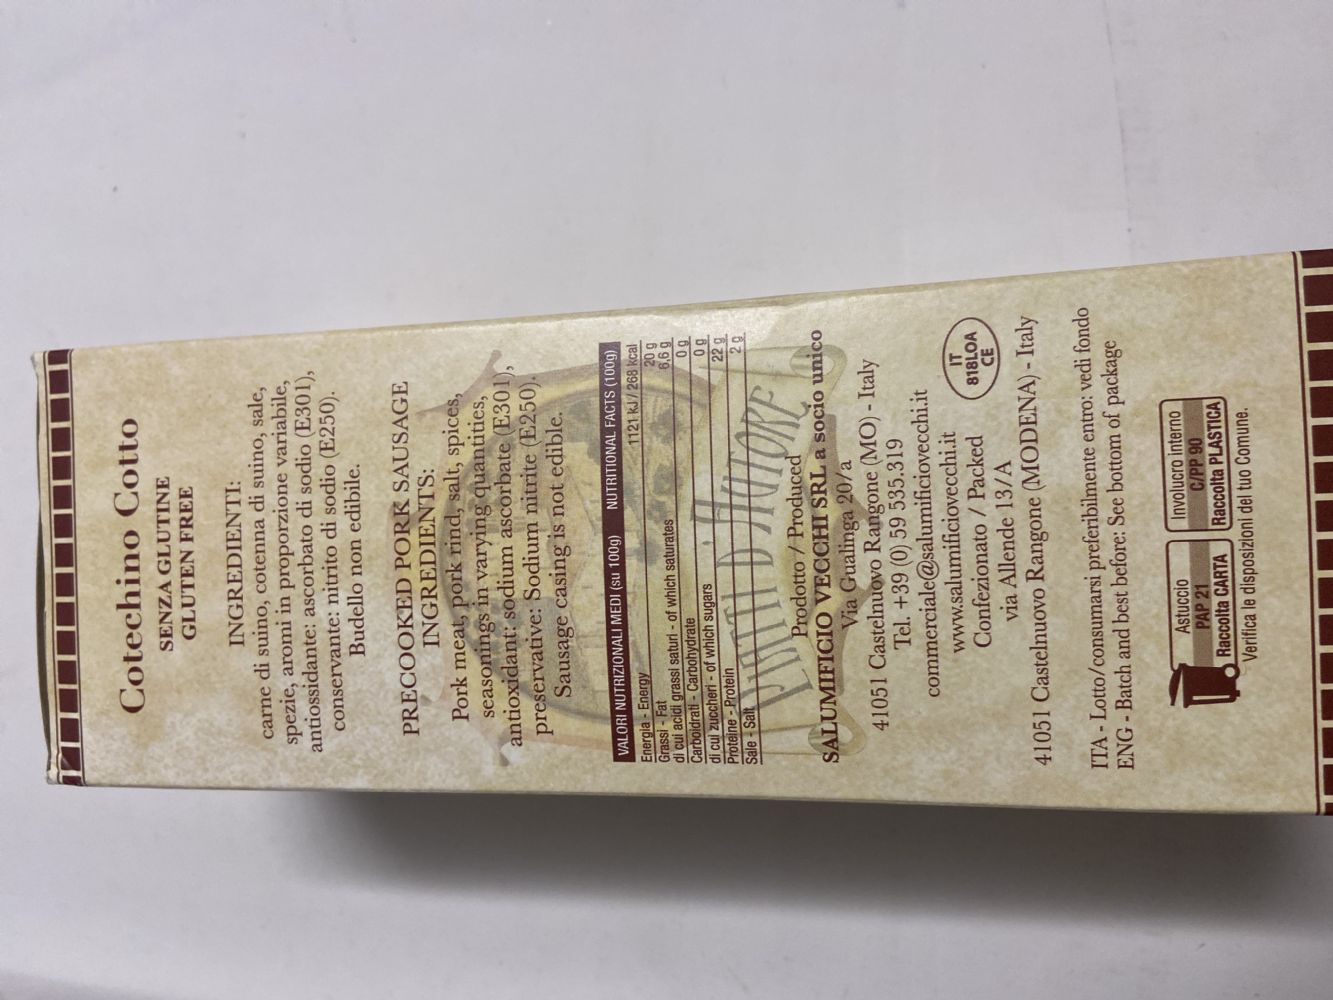 Cotechino Cotto
SENZA GLUTINE
GLUTEN FREE
INGREDIENTI:
carne di suino, cotenna di suino, sale,
spezie, aromi in proporzione variabile,
antiossidante: ascorbato di sodio (E301),
conservante: nitrito di sodio (E250).
Budello non edibile.
PRECOOKED PORK SAUSAGE
INGREDIENTS:
Pork meat, pork rind, salt, spices,
seasonings in varying quantities,
antioxidant: sodium ascorbate (E301),
preservative: Sodium nitrite (E250).
Sausage casing is not edible.
VALORI NUTRIZIONALI MEDI (su 100g) NUTRITIONAL FACTS (100g)
Energia - Energy 1121 kJ / 268 kcal
Grassi - Fat 20 g
di cui acidi grassi saturi - of which saturates 6,6 g
Carboidrati - Carbohydrate 0 g
di cui zuccheri - of which sugars 0 g
Proteine - Protein 22 g
Sale - Salt 2 g
PIATTI D'AUTORE
Prodotto / Produced
SALUMIFICIO VECCHI SRL a socio unico
Via Gualinga 20/a
41051 Castelnuovo Rangone (MO) - Italy
Tel. +39 (0) 59 535.319
commerciale@salumificiovecchi.it
www.salumificiovecchi.it
Confezionato / Packed
via Allende 13/A
41051 Castelnuovo Rangone (MODENA) - Italy
IT
818LOA
CE
ITA - Lotto/consumarsi preferibilmente entro: vedi fondo
ENG - Batch and best before: See bottom of package
Astuccio
PAP 21
Raccolta CARTA
Involucro interno
C/PP 90
Raccolta PLASTICA
Verifica le disposizioni del tuo Comune.